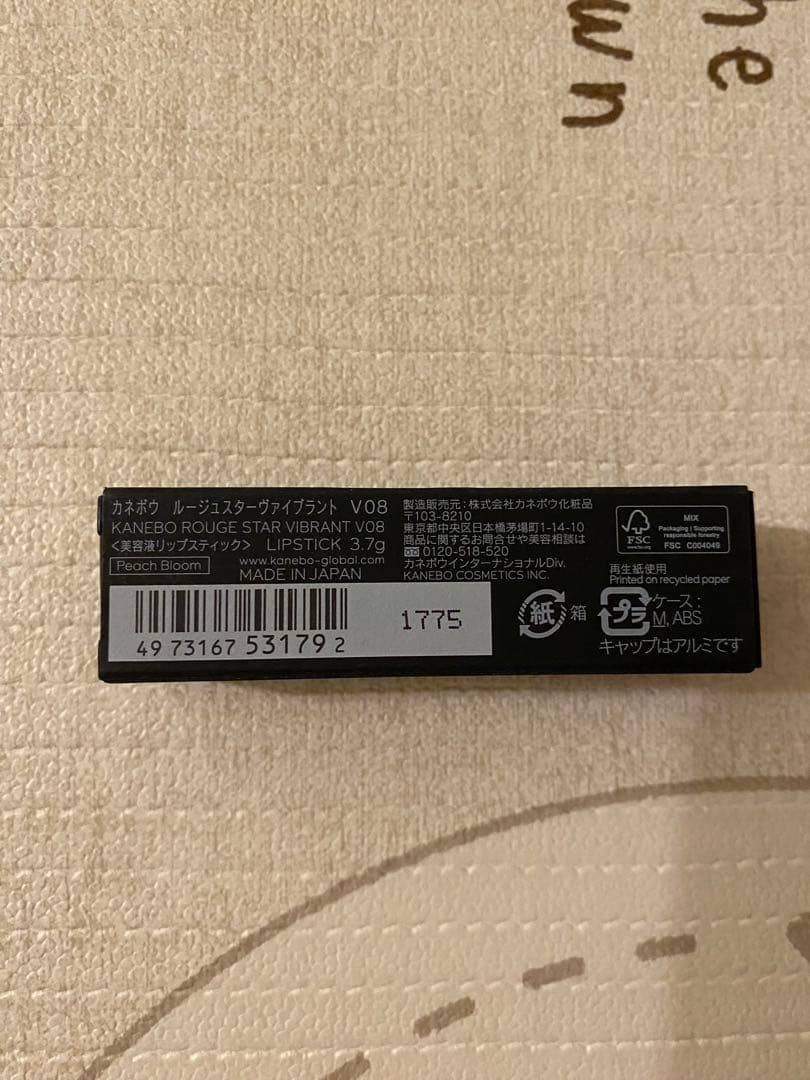 he
wn
カネボウ ルージュスターヴァイブラント V08
KANEBO ROUGE STAR VIBRANT V08
<美容液リップスティック> LIPSTICK 3.7g
Peach Bloom
www.kanebo-global.com
MADE IN JAPAN
製造販売元:株式会社カネボウ化粧品
〒103-8210
東京都中央区日本橋茅場町1-14-10
商品に関するお問合せや美容相談は
0120-518-520
カネボウインターナショナルDiv.
KANEBO COSMETICS INC.
FSC
www.fsc.org
MIX
Packaging | Supporting
responsible forestry
FSC C004049
再生紙使用
Printed on recycled paper
49 73167 53179 2
1775
紙 箱
プラ ケース:
M, ABS
キャップはアルミです